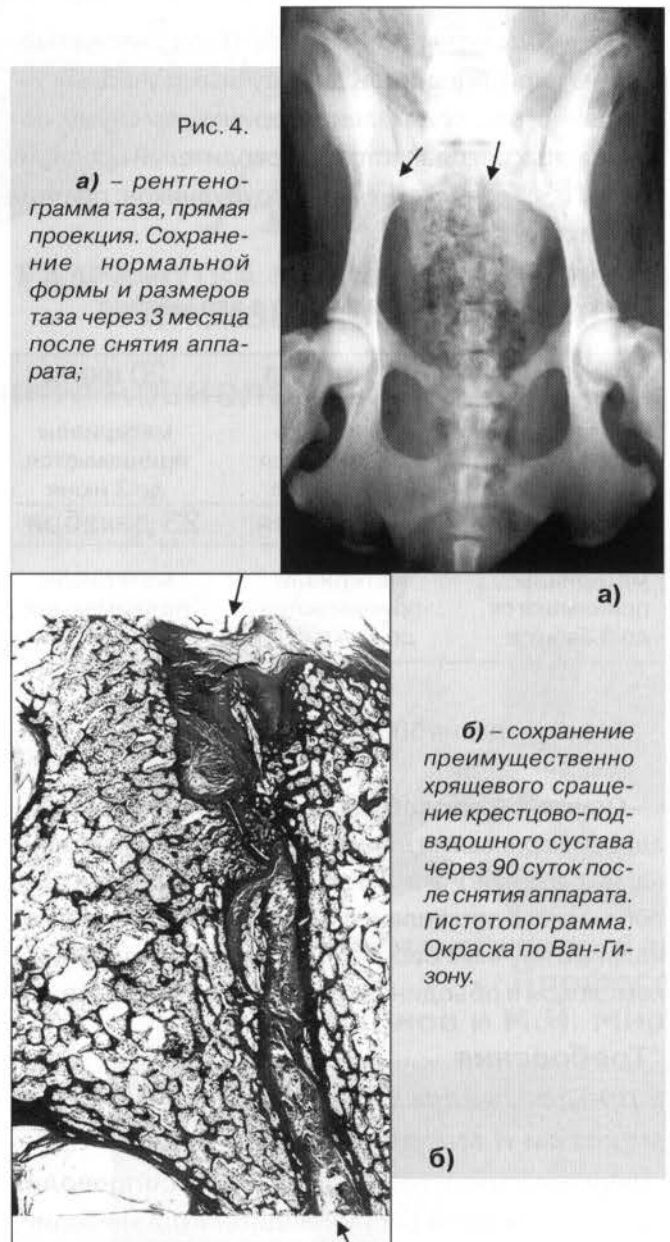 Рис. 4.
а) – рентгено-
грамма таза, прямая
проекция. Сохране-
ние нормальной
формы и размеров
таза через 3 месяца
после снятия аппа-
рата;
а)
б) – сохранение
преимущественно
хрящевого сраще-
ние крестцово-под-
вздошного сустава
через 90 суток пос-
ле снятия аппарата.
Гистотопограмма.
Окраска по Ван-Ги-
зону.
б)